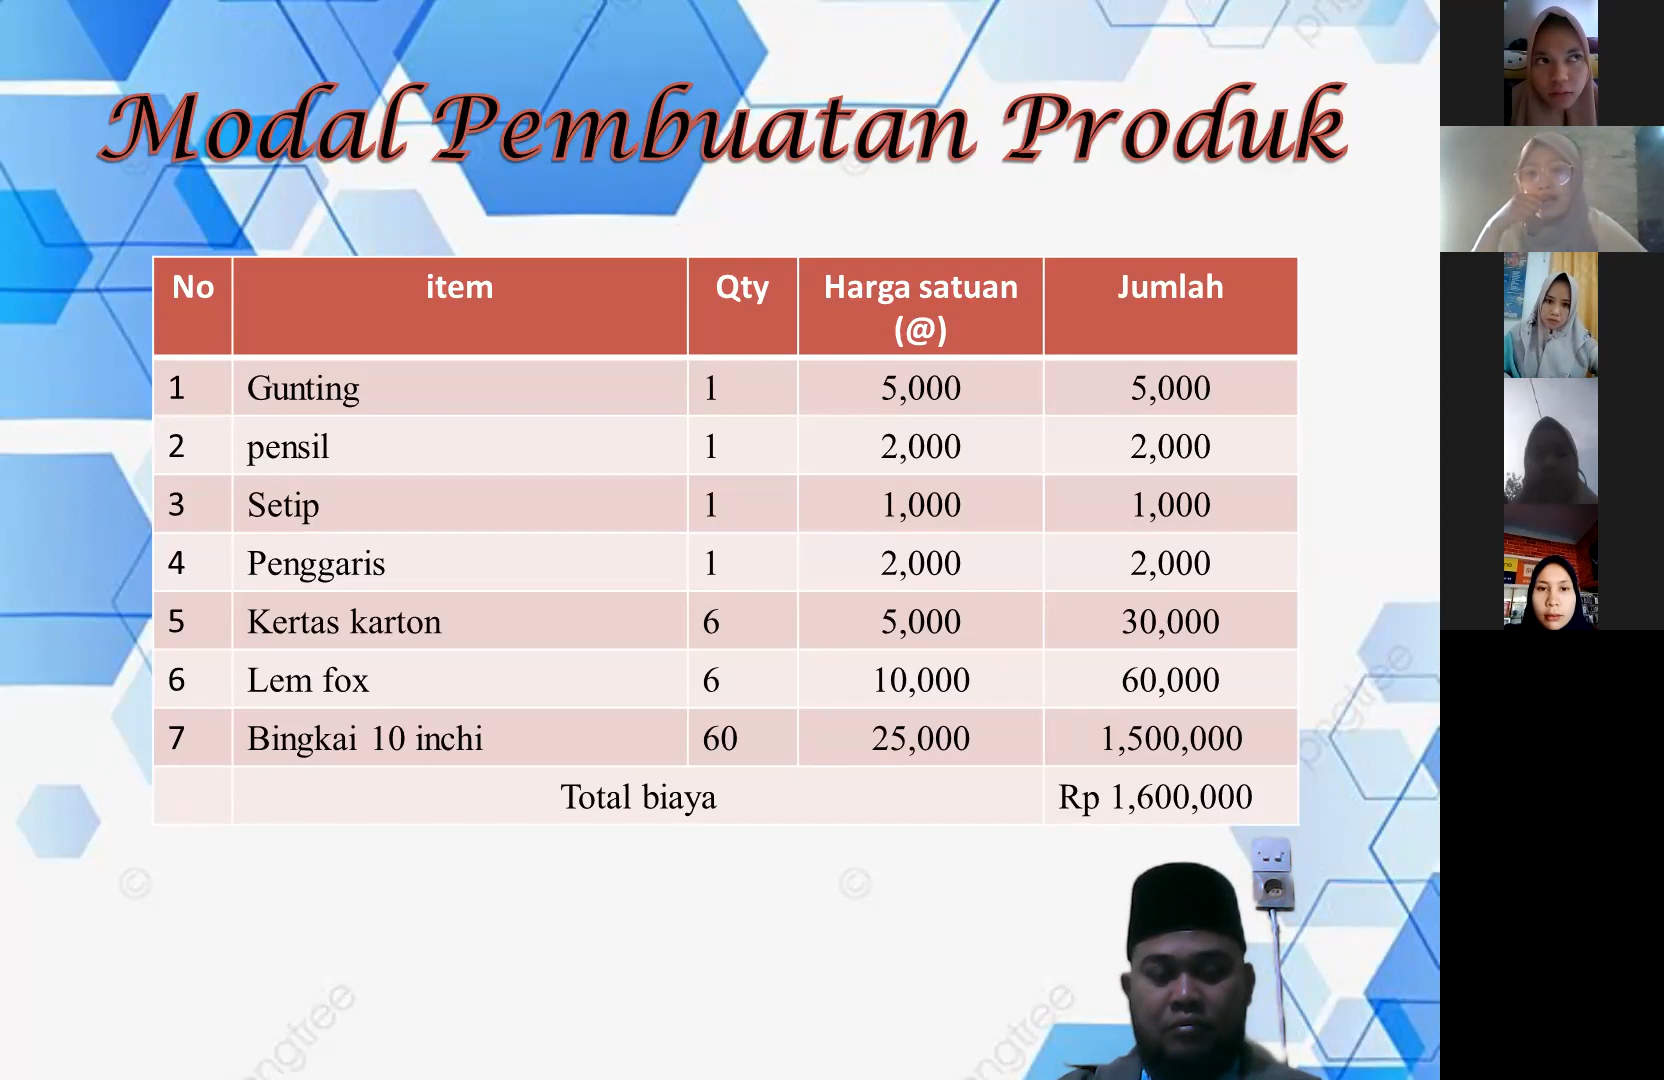 Modal Pembuatan Produk
No item Qty Harga satuan (@) Jumlah
1 Gunting 1 5,000 5,000
2 pensil 1 2,000 2,000
3 Setip 1 1,000 1,000
4 Penggaris 1 2,000 2,000
5 Kertas karton 6 5,000 30,000
6 Lem fox 6 10,000 60,000
7 Bingkai 10 inchi 60 25,000 1,500,000
Total biaya Rp 1,600,000
pngtree
pngtree
pngtree